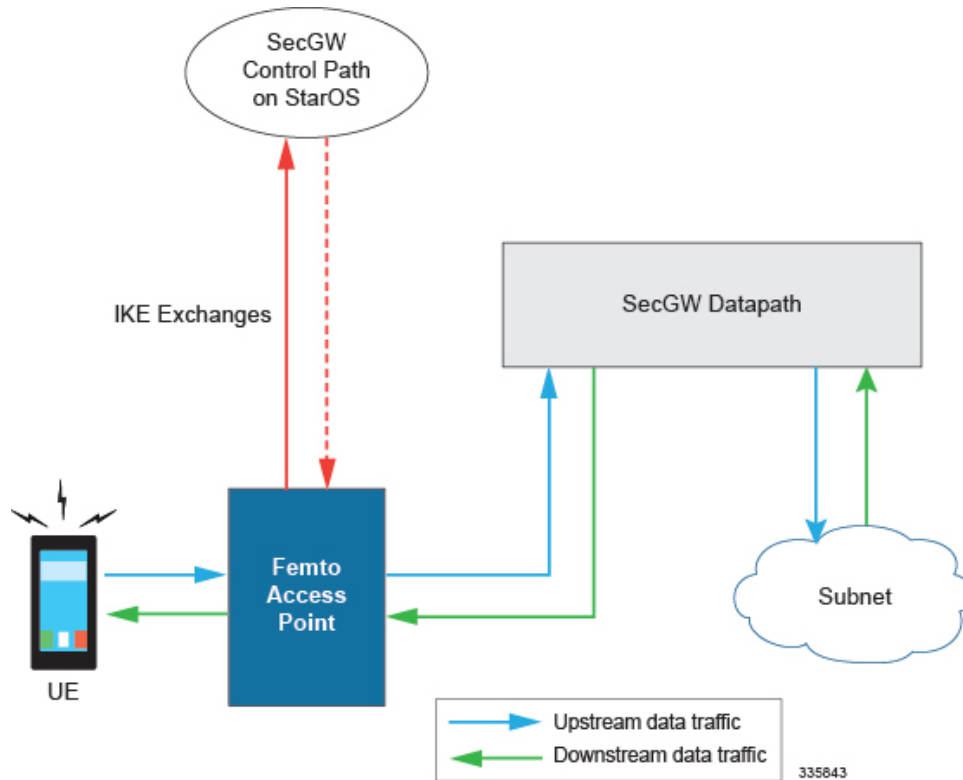 SecGW
Control Path
on StarOS
IKE Exchanges
SecGW Datapath
Femto
Access
Point
Subnet
UE
Upstream data traffic
Downstream data traffic
335843